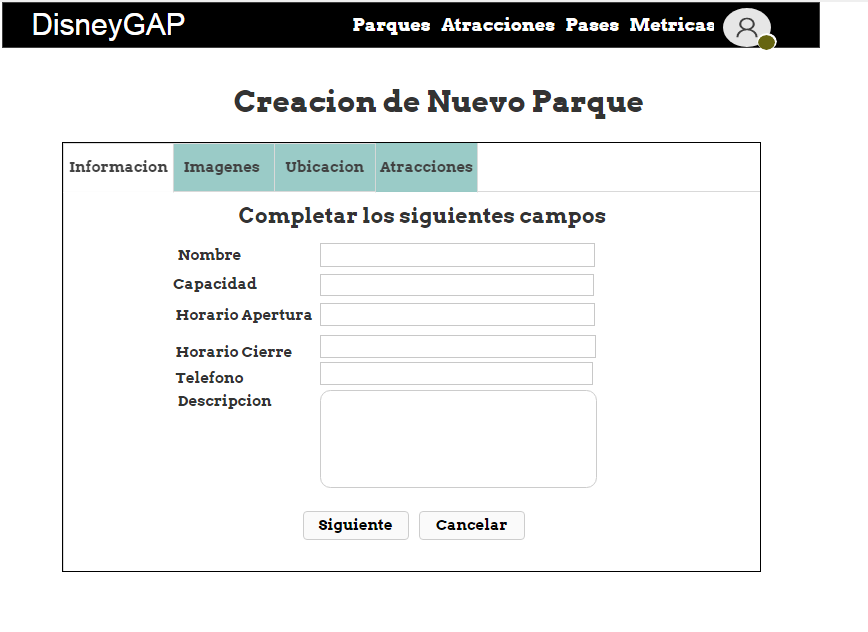 DisneyGAP Parques Atracciones Pases Metricas
Creacion de Nuevo Parque
Informacion Imagenes Ubicacion Atracciones
Completar los siguientes campos
Nombre
Capacidad
Horario Apertura
Horario Cierre
Telefono
Descripcion
Siguiente Cancelar